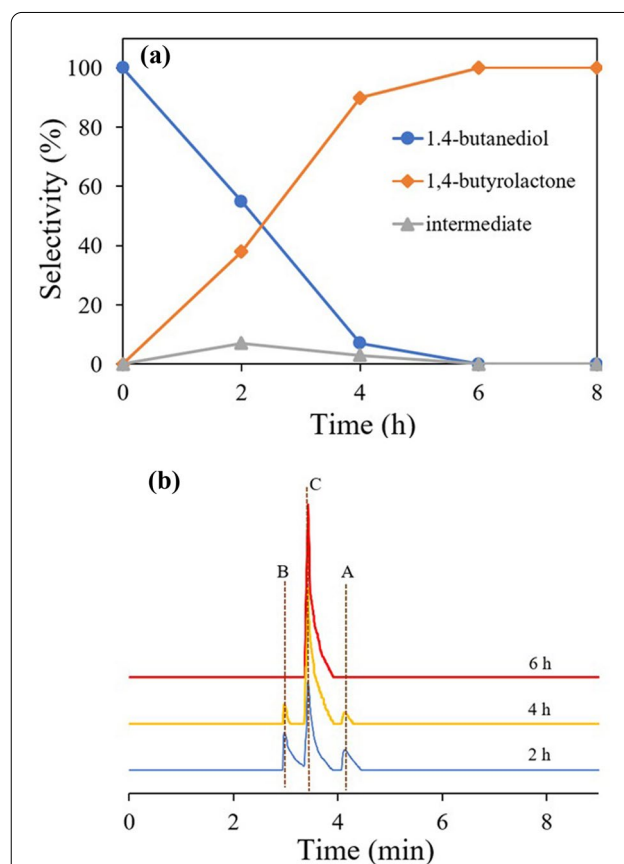 (a)
Selectivity (%)
100
80
60
40
20
0
1.4-butanediol
1,4-butyrolactone
intermediate
0 2 4 6 8
Time (h)
(b)
C
B A
6 h
4 h
2 h
0 2 4 6 8
Time (min)